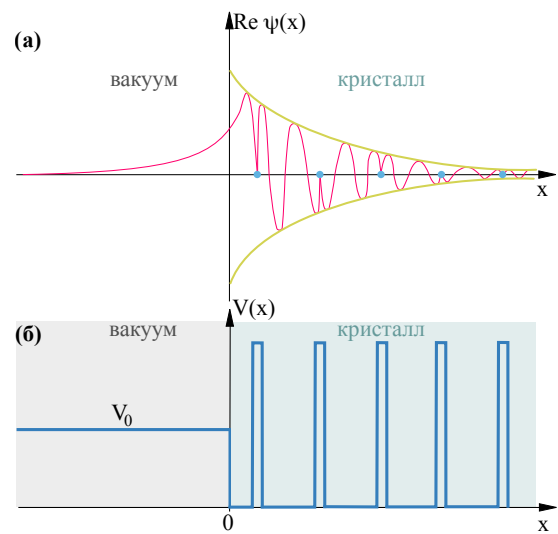 Re ψ(x)
(а)
вакуум кристалл
x
V(x)
(б) вакуум кристалл
V0
0 x